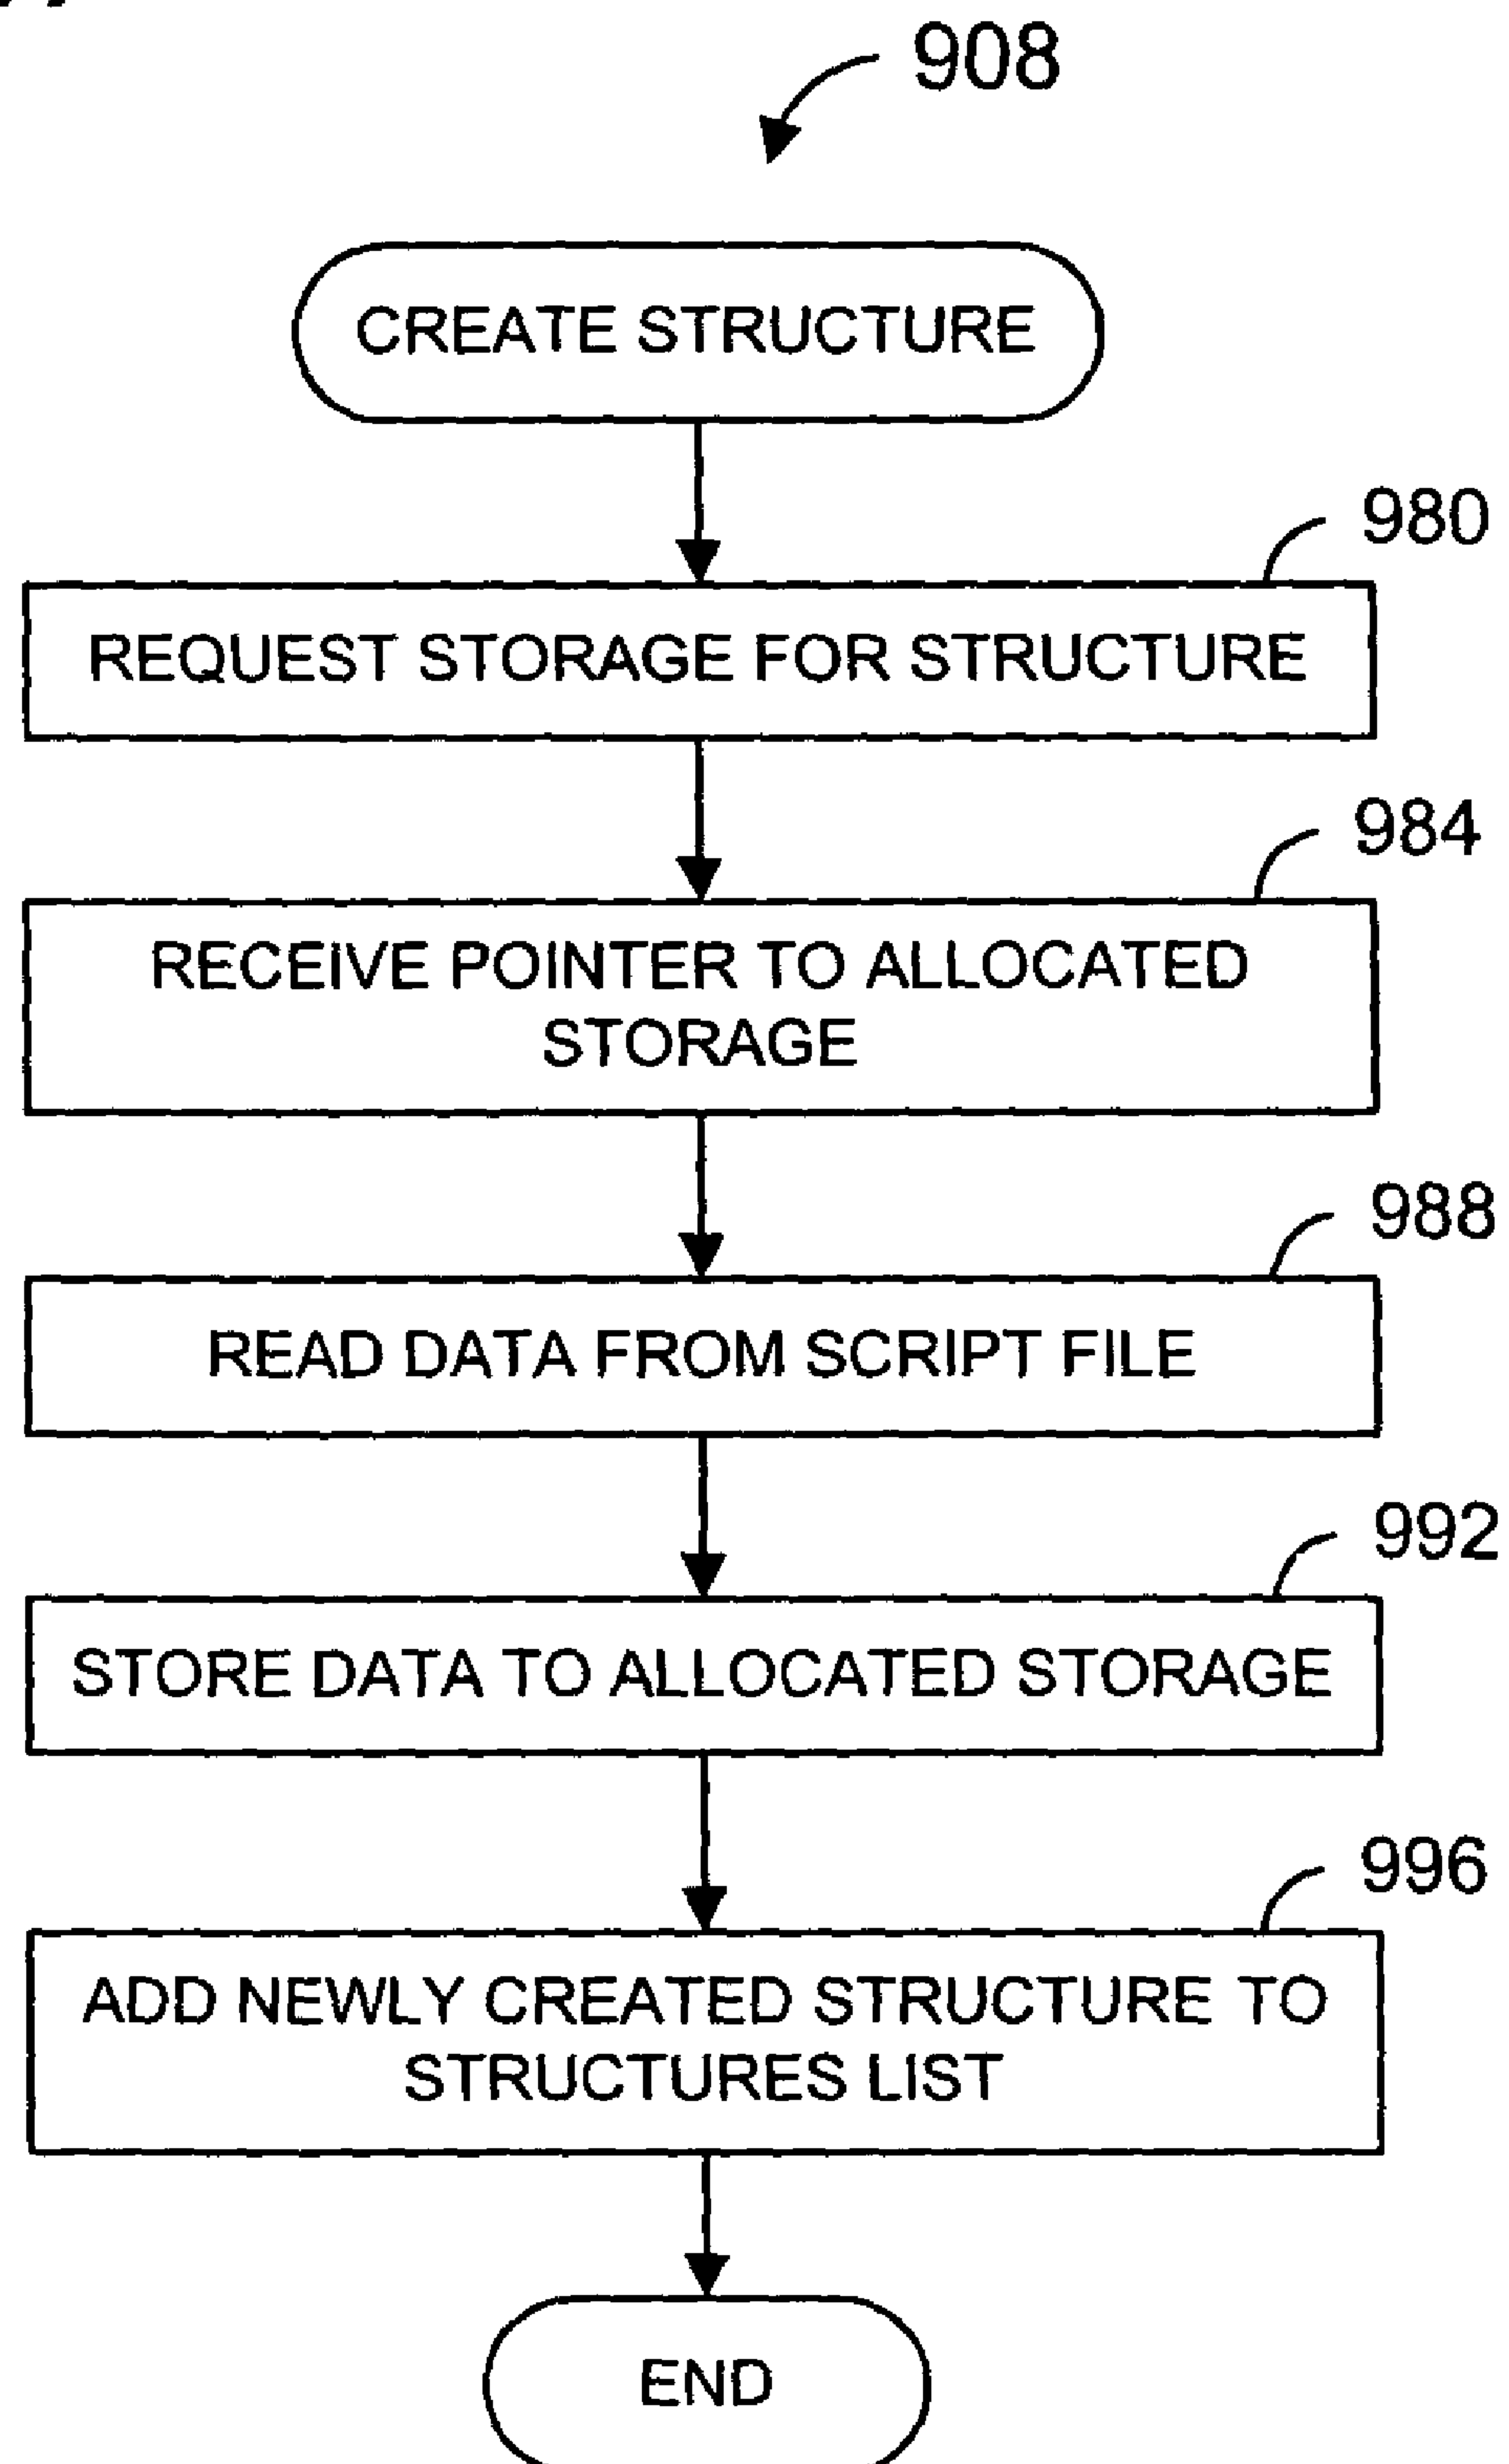 908
CREATE STRUCTURE
980
REQUEST STORAGE FOR STRUCTURE
984
RECEIVE POINTER TO ALLOCATED
STORAGE
988
READ DATA FROM SCRIPT FILE
992
STORE DATA TO ALLOCATED STORAGE
996
ADD NEWLY CREATED STRUCTURE TO
STRUCTURES LIST
END